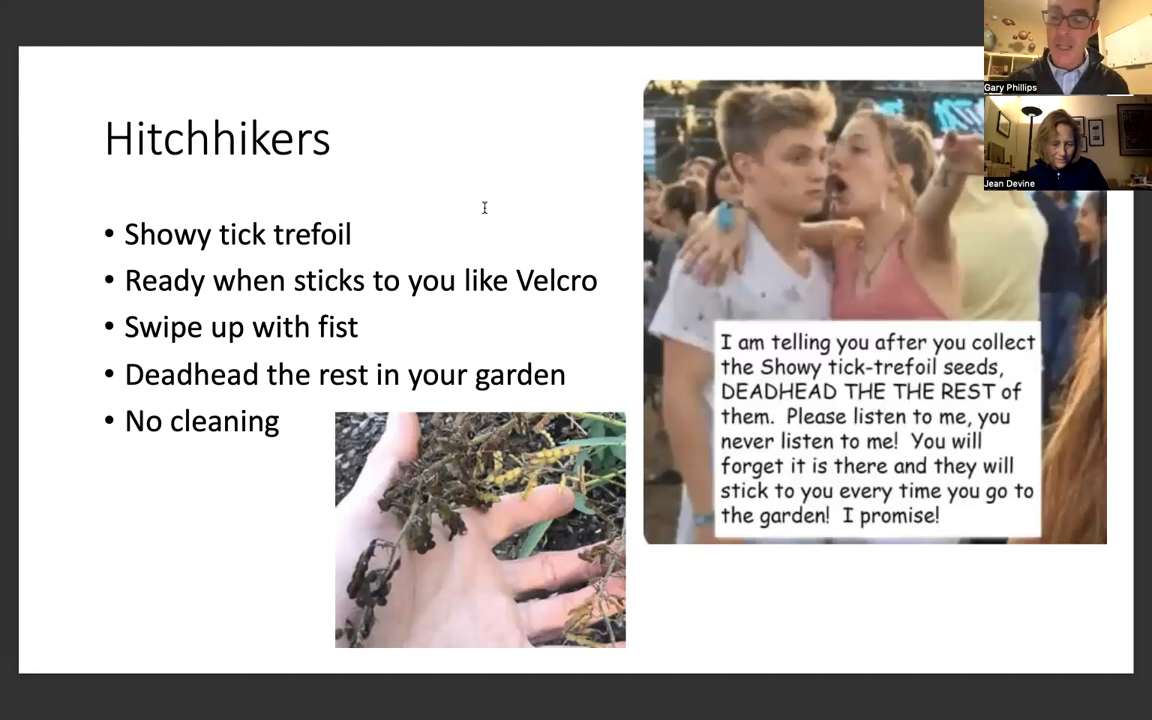 Hitchhikers
• Showy tick trefoil
• Ready when sticks to you like Velcro
• Swipe up with fist
• Deadhead the rest in your garden
• No cleaning
I am telling you after you collect
the Showy tick-trefoil seeds,
DEADHEAD THE THE REST of
them. Please listen to me, you
never listen to me! You will
forget it is there and they will
stick to you every time you go to
the garden! I promise!
Gary Phillips
Jean Devine